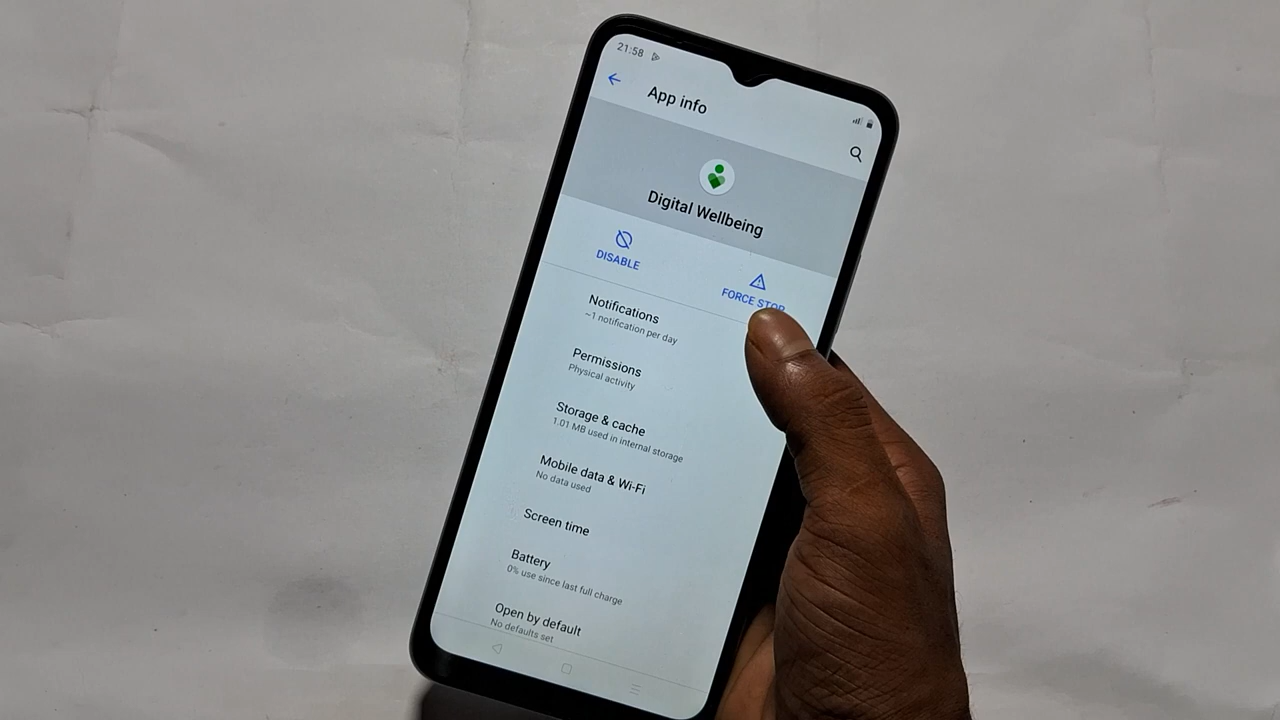 21:58
App info
Digital Wellbeing
DISABLE
FORCE STOP
Notifications
~1 notification per day
Permissions
Physical activity
Storage & cache
1.01 MB used in internal storage
Mobile data & Wi-Fi
No data used
Screen time
Battery
0% use since last full charge
Open by default
No defaults set